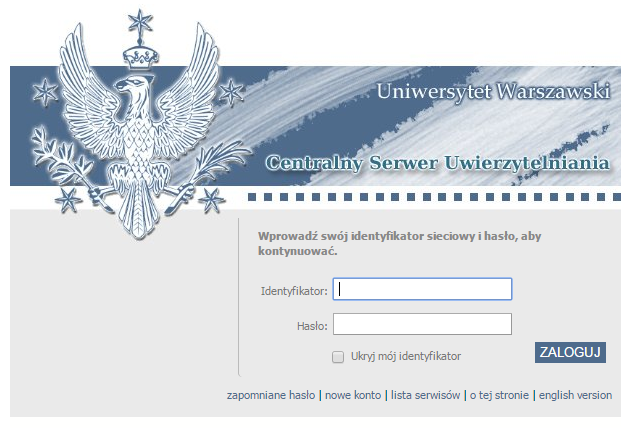 Uniwersytet Warszawski
Centralny Serwer Uwierzytelniania
Wprowadź swój identyfikator sieciowy i hasło, aby
kontynuować.
Identyfikator:
Hasło:
Ukryj mój identyfikator
ZALOGUJ
zapomniane hasło | nowe konto | lista serwisów | o tej stronie | english version